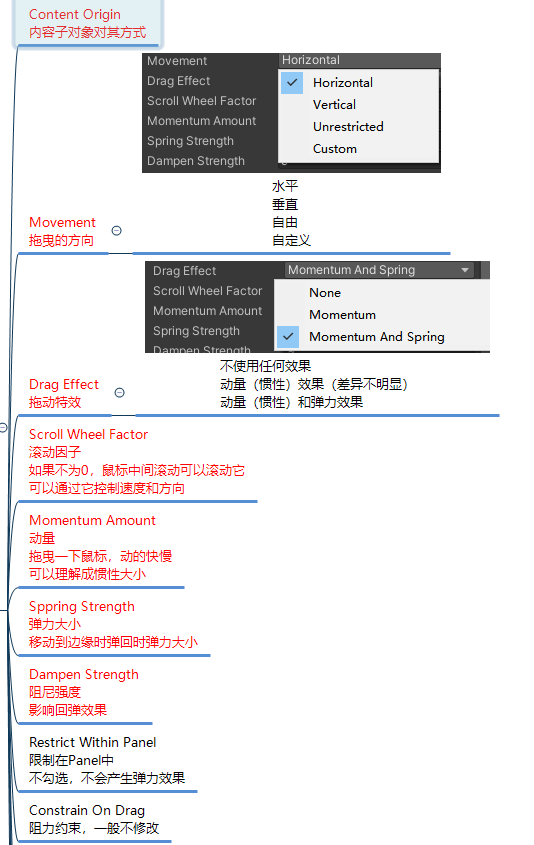 Content Origin
内容子对象对其方式
Movement
Horizontal
Drag Effect
Scroll Wheel Factor
Momentum Amount
Spring Strength
Dampen Strength
Horizontal
Vertical
Unrestricted
Custom
水平
垂直
自由
自定义
Movement
拖曳的方向
Drag Effect
Momentum And Spring
Scroll Wheel Factor
Momentum Amount
Spring Strength
Dampen Strength
None
Momentum
Momentum And Spring
不使用任何效果
动量（惯性）效果（差异不明显）
动量（惯性）和弹力效果
Drag Effect
拖动特效
Scroll Wheel Factor
滚动因子
如果不为0，鼠标中间滚动可以滚动它
可以通过它控制速度和方向
Momentum Amount
动量
拖曳一下鼠标，动的快慢
可以理解成惯性大小
Sppring Strength
弹力大小
移动到边缘时弹回时弹力大小
Dampen Strength
阻尼强度
影响回弹效果
Restrict Within Panel
限制在Panel中
不勾选，不会产生弹力效果
Constrain On Drag
阻力约束，一般不修改